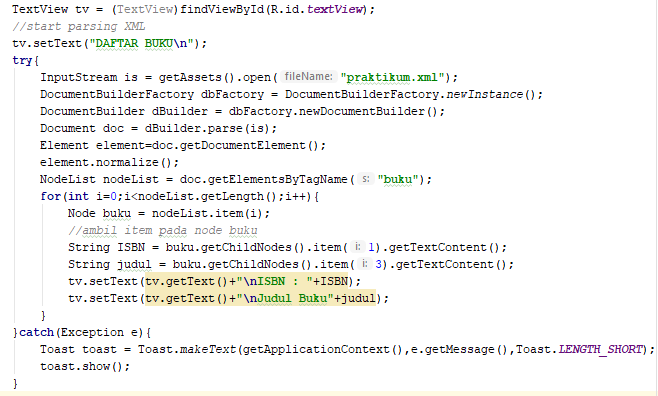 TextView tv = (TextView)findViewById(R.id.textView);
//start parsing XML
tv.setText("DAFTAR BUKU\n");
try{
InputStream is = getAssets().open( fileName: "praktikum.xml");
DocumentBuilderFactory dbFactory = DocumentBuilderFactory.newInstance();
DocumentBuilder dBuilder = dbFactory.newDocumentBuilder();
Document doc = dBuilder.parse(is);
Element element=doc.getDocumentElement();
element.normalize();
NodeList nodeList = doc.getElementsByTagName( s: "buku");
for(int i=0;i<nodeList.getLength();i++){
Node buku = nodeList.item(i);
//ambil item pada node buku
String ISBN = buku.getChildNodes().item( i: 1).getTextContent();
String judul = buku.getChildNodes().item( i: 3).getTextContent();
tv.setText(tv.getText()+"\nISBN : "+ISBN);
tv.setText(tv.getText()+"\nJudul Buku"+judul);
}
}catch(Exception e){
Toast toast = Toast.makeText(getApplicationContext(),e.getMessage(),Toast.LENGTH_SHORT);
toast.show();
}